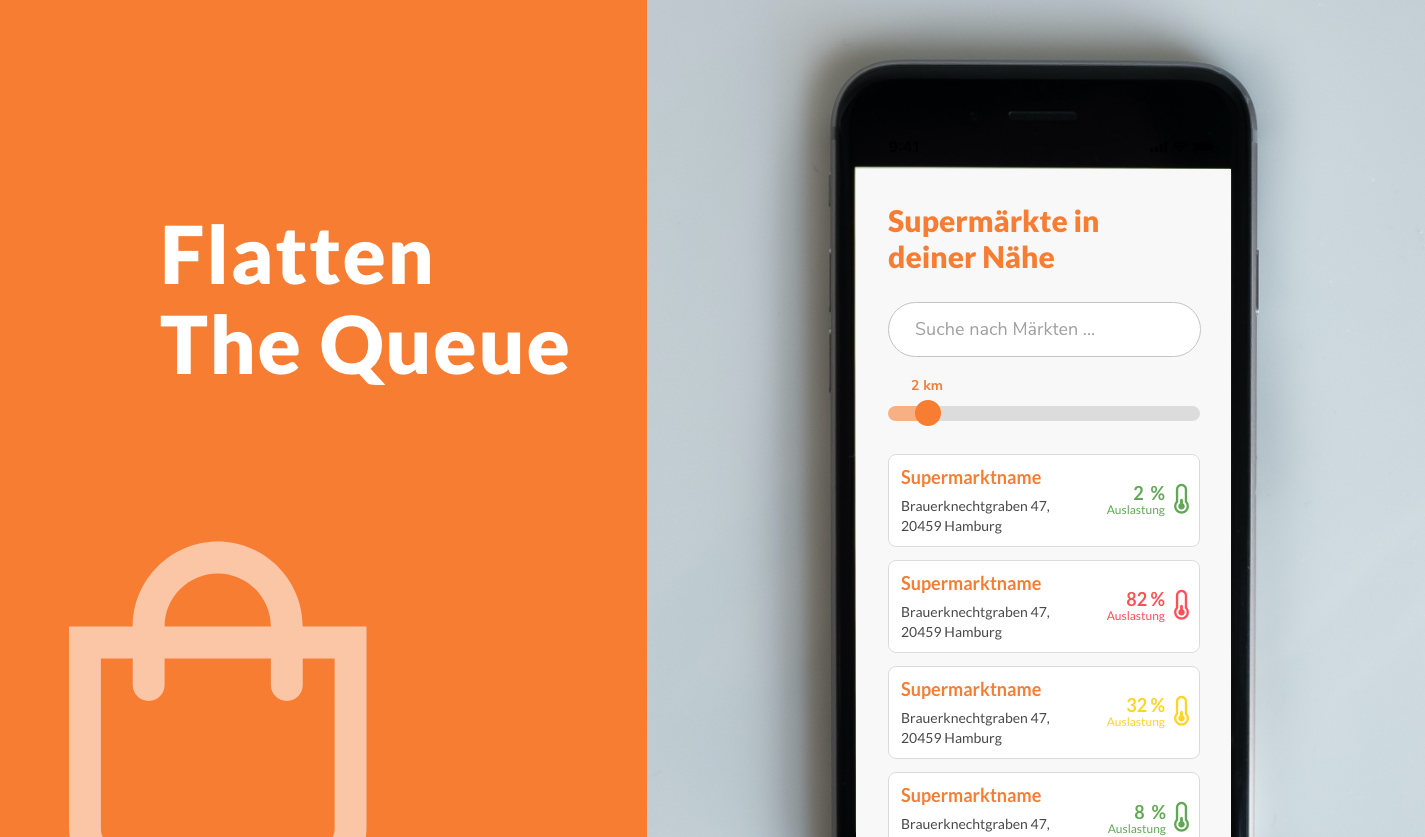 Flatten
The Queue
9:41
Supermärkte in
deiner Nähe
Suche nach Märkten ...
2 km
Supermarktname
Brauerknechtgraben 47,
20459 Hamburg
2 %
Auslastung
Supermarktname
Brauerknechtgraben 47,
20459 Hamburg
82 %
Auslastung
Supermarktname
Brauerknechtgraben 47,
20459 Hamburg
32 %
Auslastung
Supermarktname
Brauerknechtgraben 47,
8 %
Auslastung